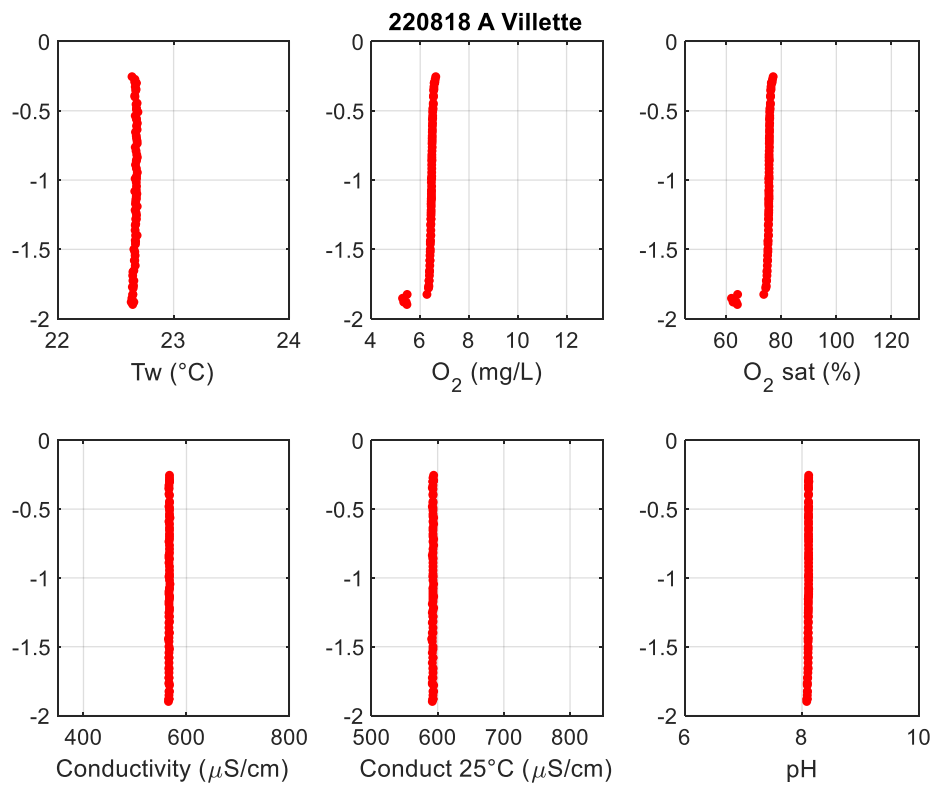 220818 A Villette
0 0 0
-0.5 -0.5 -0.5
-1 -1 -1
-1.5 -1.5 -1.5
-2 -2 -2
22 23 24 4 6 8 10 12 60 80 100 120
Tw (°C) O2 (mg/L) O2 sat (%)
0 0 0
-0.5 -0.5 -0.5
-1 -1 -1
-1.5 -1.5 -1.5
-2 -2 -2
400 600 800 500 600 700 800 6 8 10
Conductivity (μS/cm) Conduct 25°C (μS/cm) pH